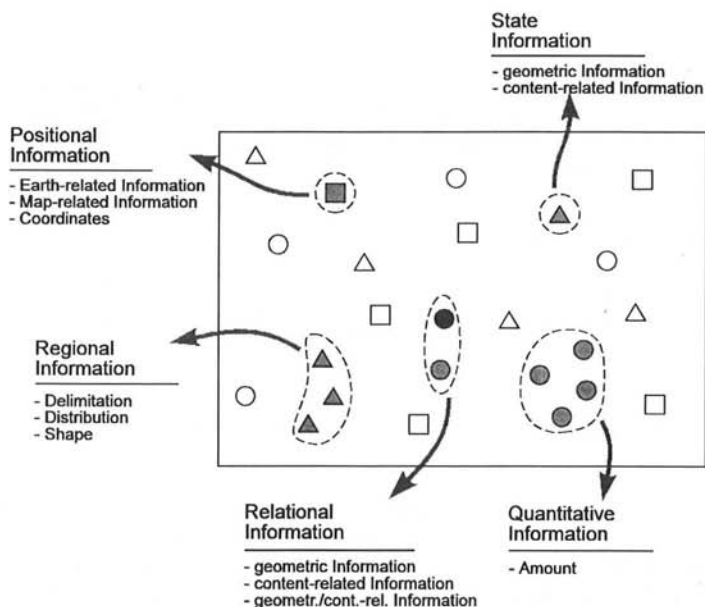 State
Information
- geometric Information
- content-related Information
Positional
Information
- Earth-related Information
- Map-related Information
- Coordinates
Regional
Information
- Delimitation
- Distribution
- Shape
Relational
Information
- geometric Information
- content-related Information
- geometr./cont.-rel. Information
Quantitative
Information
- Amount